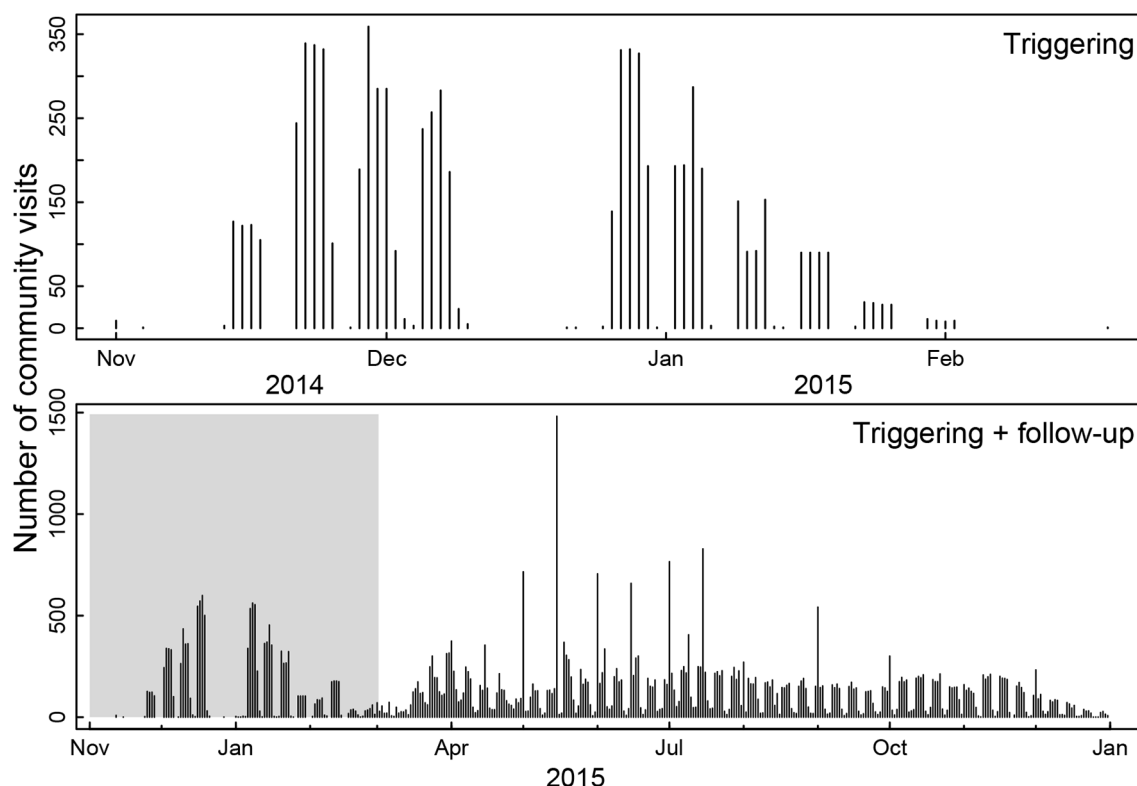 Number of community visits
350
250
150
50
0
Triggering
Nov Dec Jan Feb
2014 2015
1500
1000
500
0
Triggering + follow-up
Nov Jan Apr Jul Oct Jan
2015